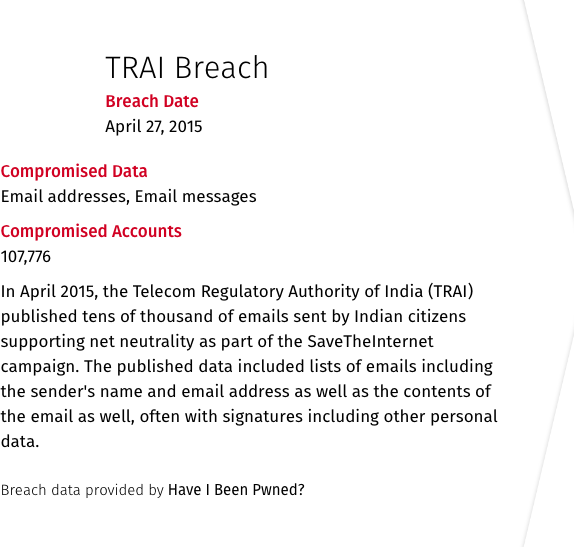 TRAI Breach
Breach Date
April 27, 2015
Compromised Data
Email addresses, Email messages
Compromised Accounts
107,776
In April 2015, the Telecom Regulatory Authority of India (TRAI)
published tens of thousand of emails sent by Indian citizens
supporting net neutrality as part of the SaveTheInternet
campaign. The published data included lists of emails including
the sender's name and email address as well as the contents of
the email as well, often with signatures including other personal
data.
Breach data provided by Have I Been Pwned?